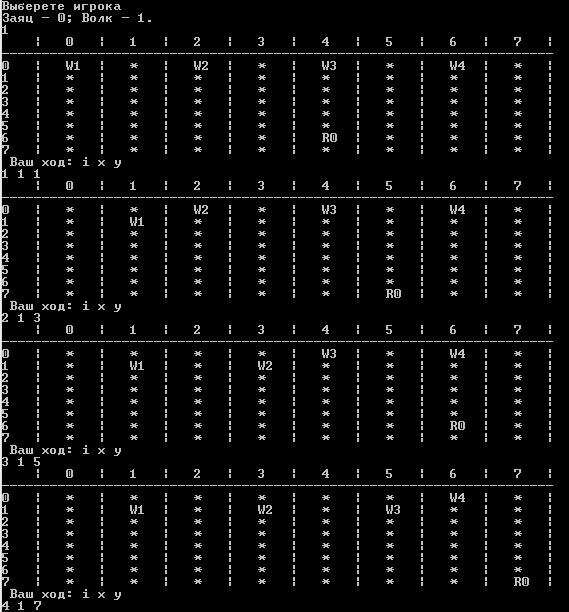 Выберете игрока
Заяц - 0; Волк - 1.
1
| 0 | 1 | 2 | 3 | 4 | 5 | 6 | 7 |
0 | W1 | * | W2 | * | W3 | * | W4 | * |
1 | * | * | * | * | * | * | * | * |
2 | * | * | * | * | * | * | * | * |
3 | * | * | * | * | * | * | * | * |
4 | * | * | * | * | * | * | * | * |
5 | * | * | * | * | * | * | * | * |
6 | * | * | * | * | R0 | * | * | * |
7 | * | * | * | * | * | * | * | * |
Ваш ход: i x y
1 1 1
| 0 | 1 | 2 | 3 | 4 | 5 | 6 | 7 |
0 | * | * | W2 | * | W3 | * | W4 | * |
1 | * | W1 | * | * | * | * | * | * |
2 | * | * | * | * | * | * | * | * |
3 | * | * | * | * | * | * | * | * |
4 | * | * | * | * | * | * | * | * |
5 | * | * | * | * | * | * | * | * |
6 | * | * | * | * | * | * | * | * |
7 | * | * | * | * | * | R0 | * | * |
Ваш ход: i x y
2 1 3
| 0 | 1 | 2 | 3 | 4 | 5 | 6 | 7 |
0 | * | * | * | * | W3 | * | W4 | * |
1 | * | W1 | * | W2 | * | * | * | * |
2 | * | * | * | * | * | * | * | * |
3 | * | * | * | * | * | * | * | * |
4 | * | * | * | * | * | * | * | * |
5 | * | * | * | * | * | * | * | * |
6 | * | * | * | * | * | * | R0 | * |
7 | * | * | * | * | * | * | * | * |
Ваш ход: i x y
3 1 5
| 0 | 1 | 2 | 3 | 4 | 5 | 6 | 7 |
0 | * | * | * | * | * | * | W4 | * |
1 | * | W1 | * | W2 | * | W3 | * | * |
2 | * | * | * | * | * | * | * | * |
3 | * | * | * | * | * | * | * | * |
4 | * | * | * | * | * | * | * | * |
5 | * | * | * | * | * | * | * | * |
6 | * | * | * | * | * | * | * | * |
7 | * | * | * | * | * | * | * | R0 |
Ваш ход: i x y
4 1 7